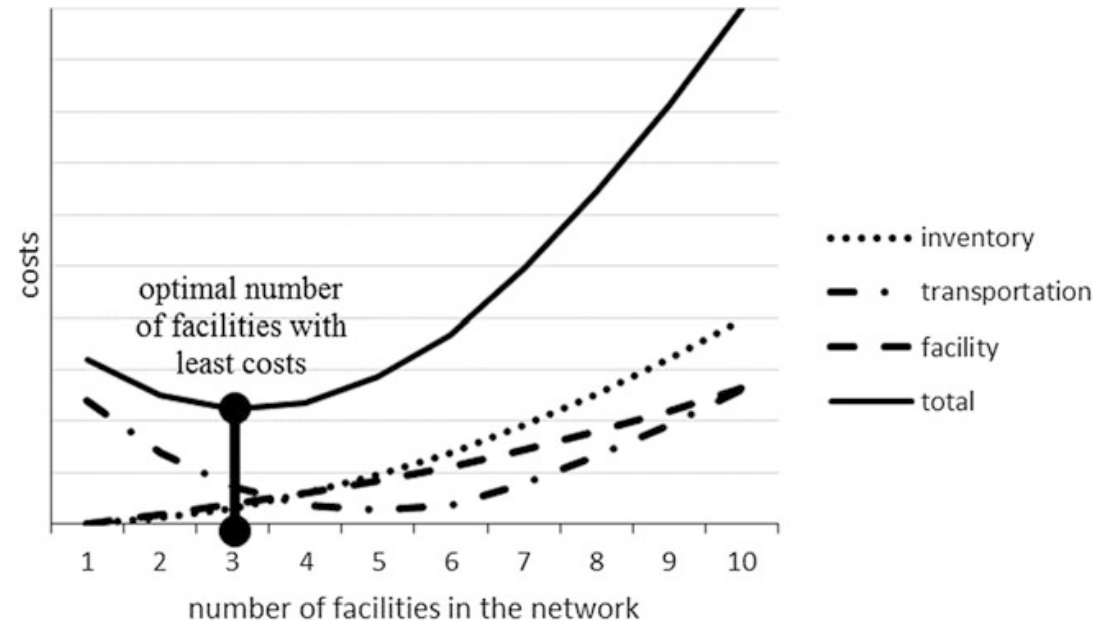 costs
optimal number
of facilities with
least costs
1 2 3 4 5 6 7 8 9 10
number of facilities in the network
inventory
transportation
facility
total